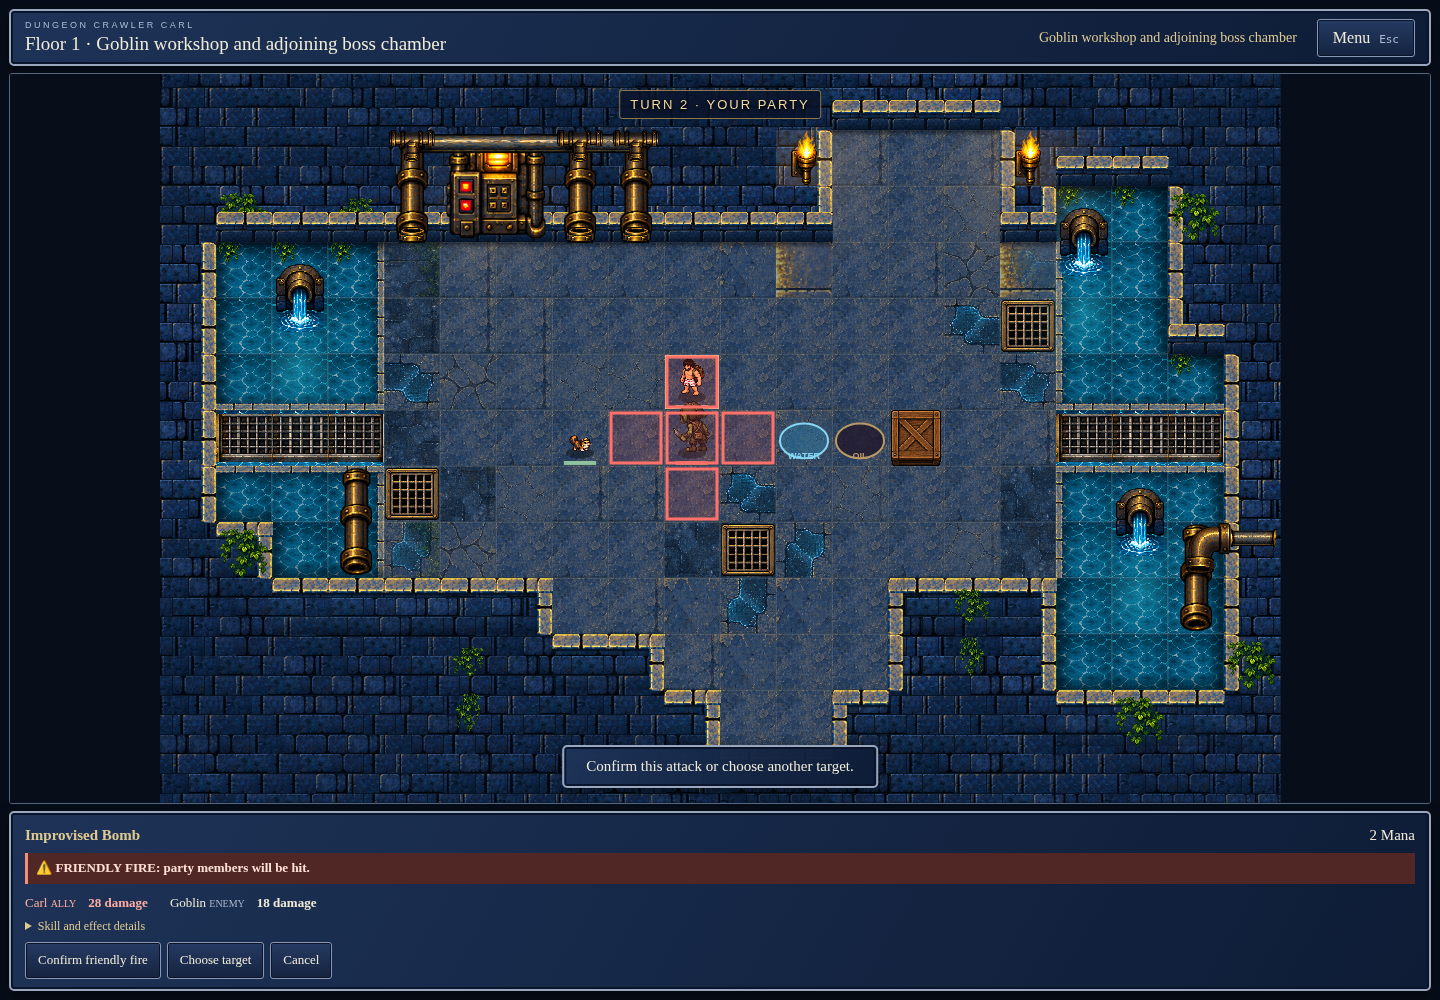 DUNGEON CRAWLER CARL
Floor 1 · Goblin workshop and adjoining boss chamber
Goblin workshop and adjoining boss chamber
Menu Esc
TURN 2 · YOUR PARTY
WATER
OIL
Confirm this attack or choose another target.
Improvised Bomb
2 Mana
⚠️ FRIENDLY FIRE: party members will be hit.
Carl ALLY 28 damage Goblin ENEMY 18 damage
▶ Skill and effect details
Confirm friendly fire
Choose target
Cancel